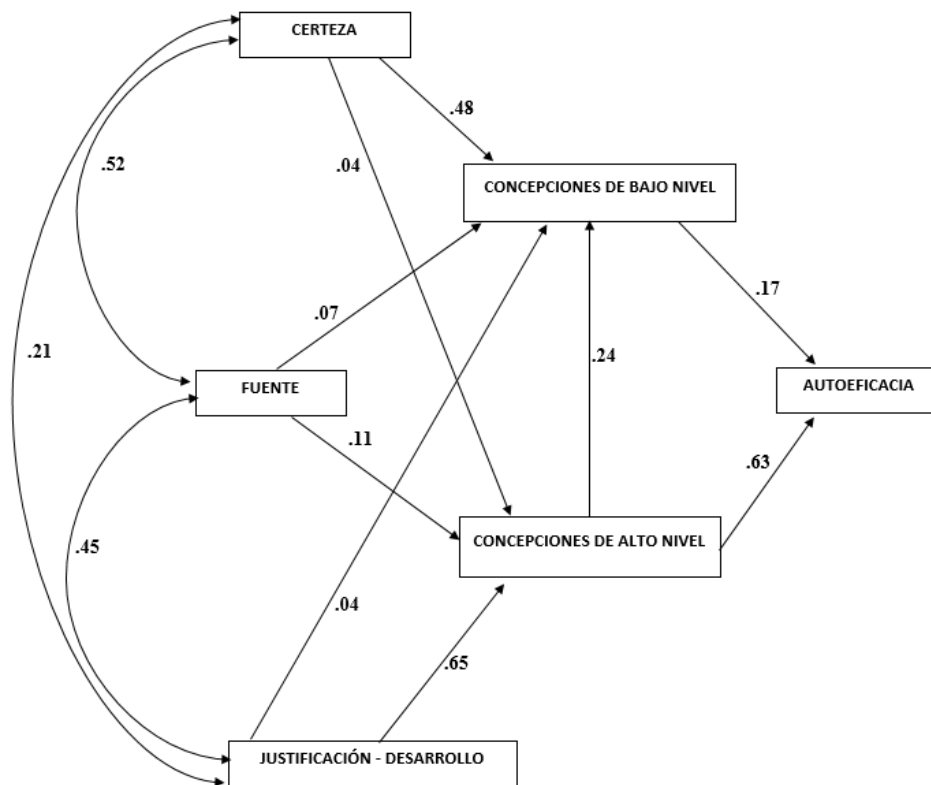 CERTEZA
.48
.52
.04
CONCEPCIONES DE BAJO NIVEL
.17
.07
.21
.24
FUENTE
AUTOEFICACIA
.11
.63
CONCEPCIONES DE ALTO NIVEL
.45
.04
.65
JUSTIFICACIÓN - DESARROLLO